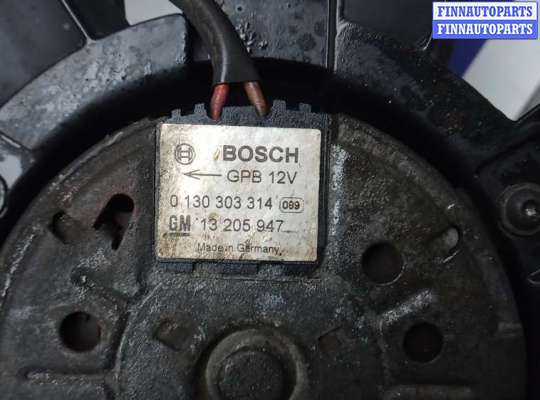 FINNAUTOPARTS
FINNAUTOPARTS
BOSCH
GPB 12V
0 130 303 314 089
GM 13 205 947
Made in Germany